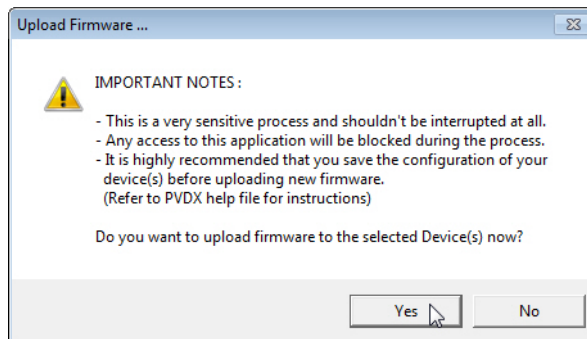 Upload Firmware ...
IMPORTANT NOTES :
- This is a very sensitive process and shouldn't be interrupted at all.
- Any access to this application will be blocked during the process.
- It is highly recommended that you save the configuration of your
device(s) before uploading new firmware.
(Refer to PVDX help file for instructions)
Do you want to upload firmware to the selected Device(s) now?
Yes
No